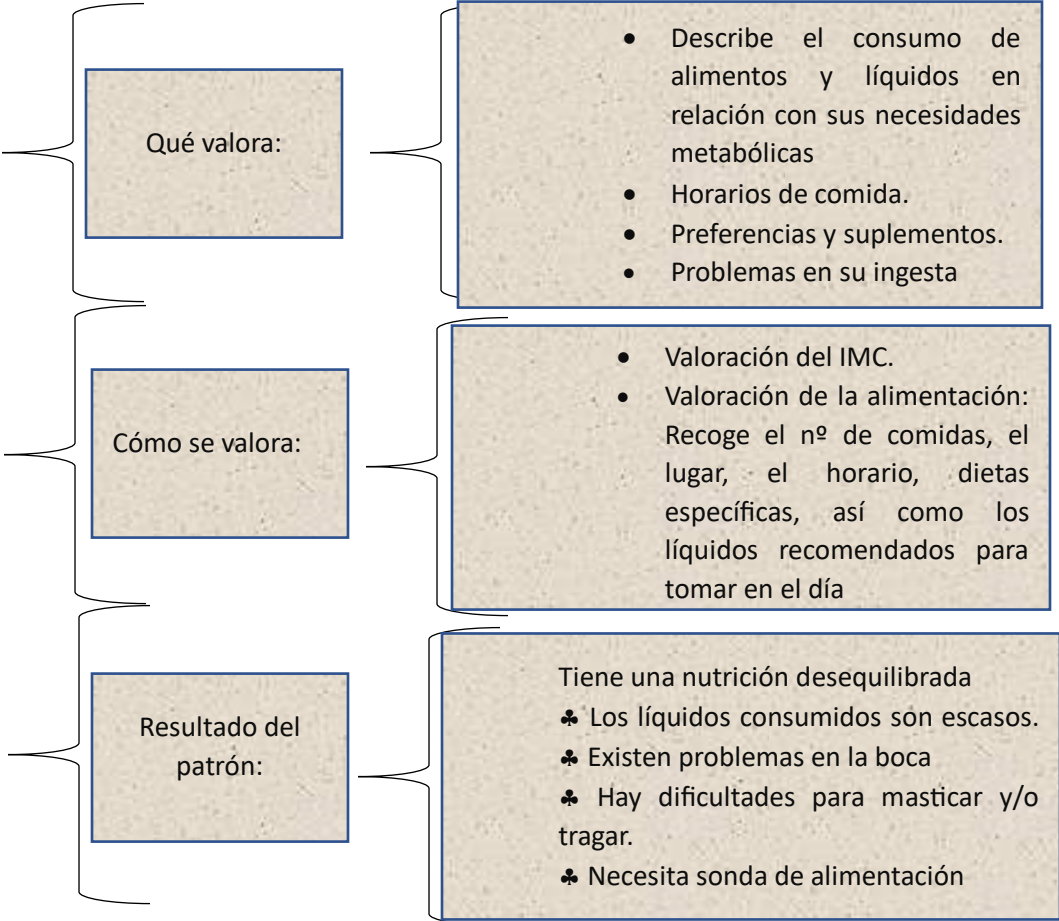 Qué valora:
• Describe el consumo de
alimentos y líquidos en
relación con sus necesidades
metabólicas
• Horarios de comida.
• Preferencias y suplementos.
• Problemas en su ingesta
Cómo se valora:
• Valoración del IMC.
• Valoración de la alimentación:
Recoge el nº de comidas, el
lugar, el horario, dietas
específicas, así como los
líquidos recomendados para
tomar en el día
Resultado del
patrón:
Tiene una nutrición desequilibrada
♣ Los líquidos consumidos son escasos.
♣ Existen problemas en la boca
♣ Hay dificultades para masticar y/o
tragar.
♣ Necesita sonda de alimentación